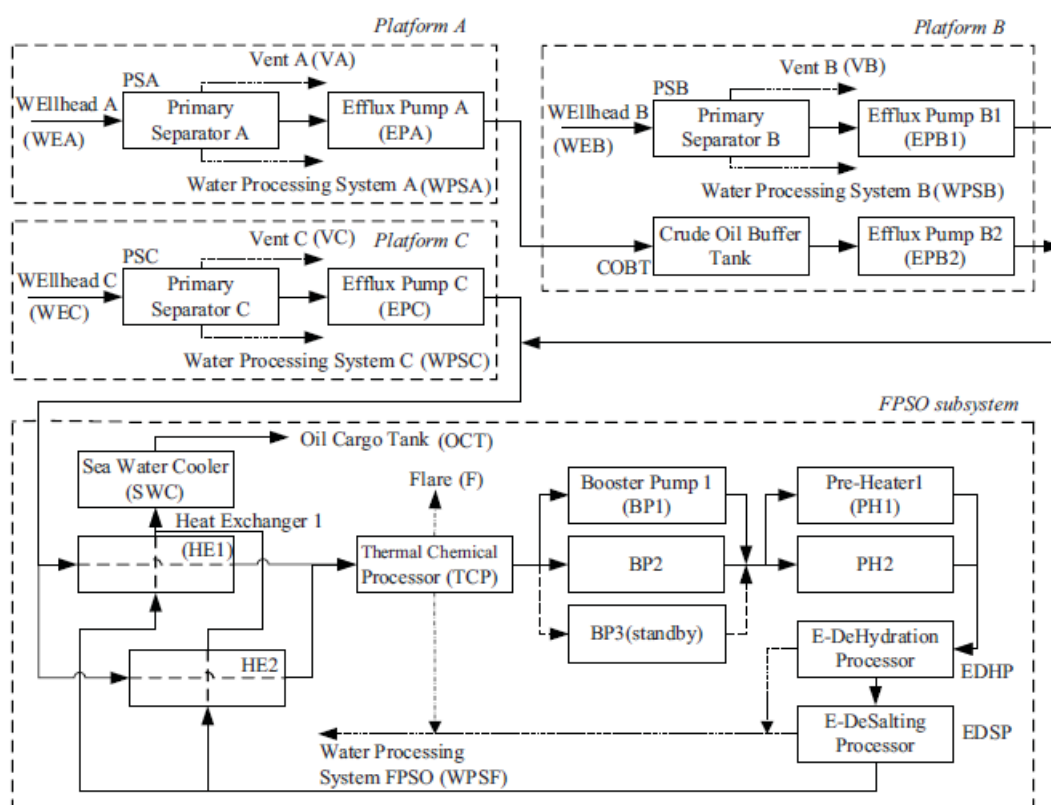 Platform A
Vent A (VA)
PSA
WEllhead A
(WEA)
Primary
Separator A
Efflux Pump A
(EPA)
Water Processing System A (WPSA)
Platform B
Vent B (VB)
PSB
WEllhead B
(WEB)
Primary
Separator B
Efflux Pump B1
(EPB1)
Water Processing System B (WPSB)
Crude Oil Buffer
Tank
COBT
Efflux Pump B2
(EPB2)
Platform C
Vent C (VC)
PSC
WEllhead C
(WEC)
Primary
Separator C
Efflux Pump C
(EPC)
Water Processing System C (WPSC)
FPSO subsystem
Oil Cargo Tank (OCT)
Sea Water Cooler
(SWC)
Heat Exchanger 1
(HE1)
HE2
Flare (F)
Thermal Chemical
Processor (TCP)
Booster Pump 1
(BP1)
BP2
BP3(standby)
Pre-Heater1
(PH1)
PH2
E-DeHydration
Processor
EDHP
E-DeSalting
Processor
EDSP
Water Processing
System FPSO (WPSF)